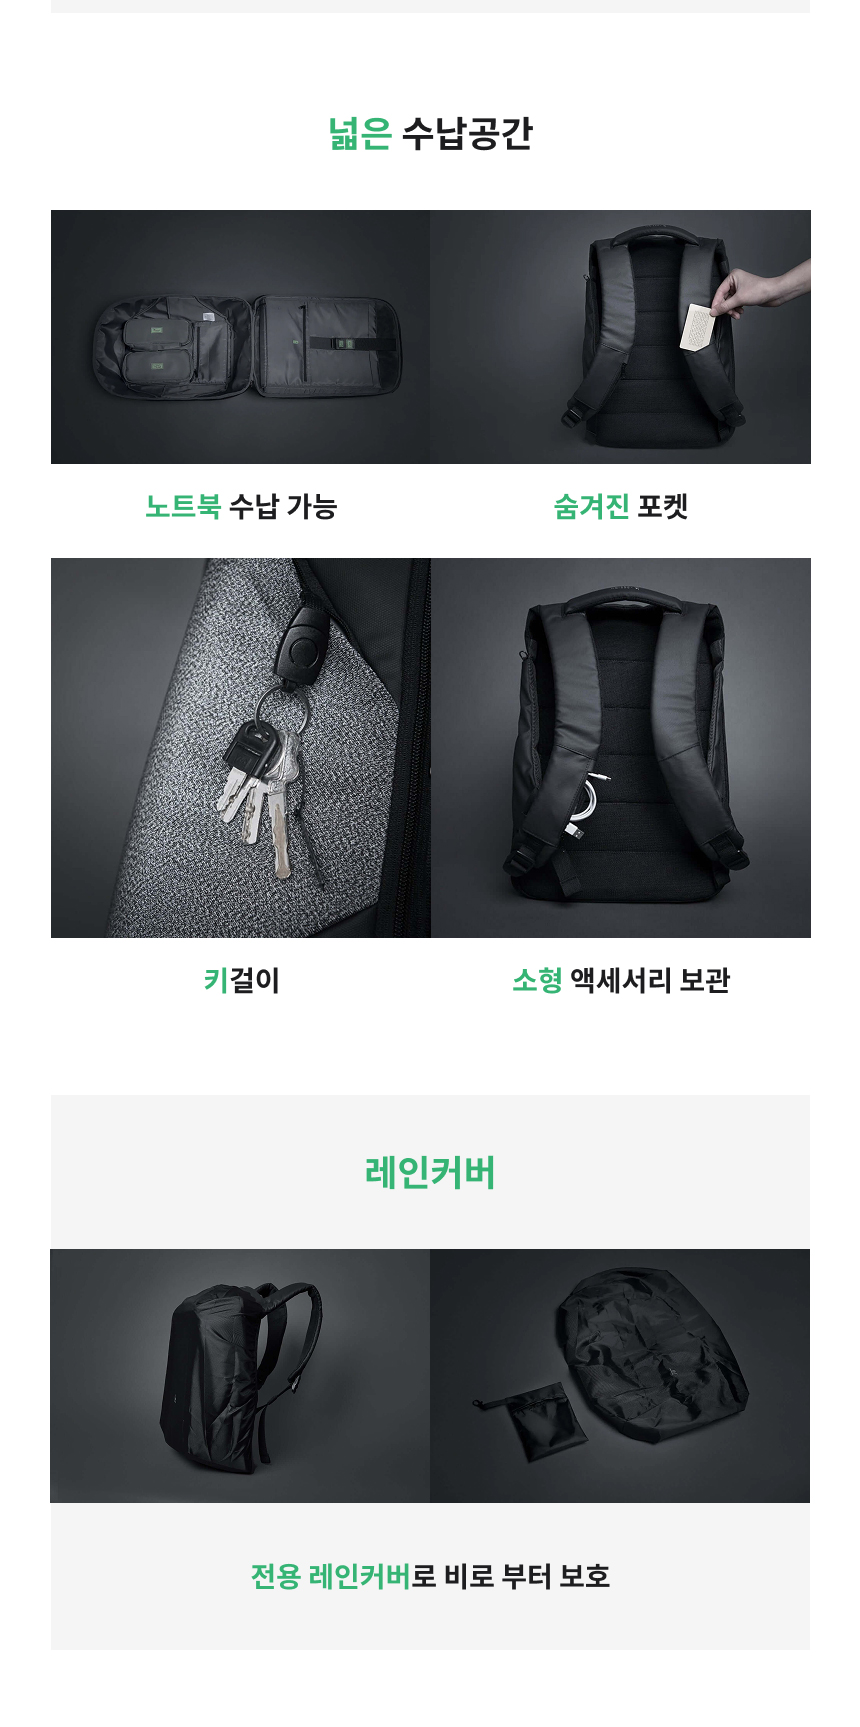 넓은 수납공간
노트북 수납 가능
숨겨진 포켓
키걸이
소형 액세서리 보관
레인커버
전용 레인커버로 비로 부터 보호